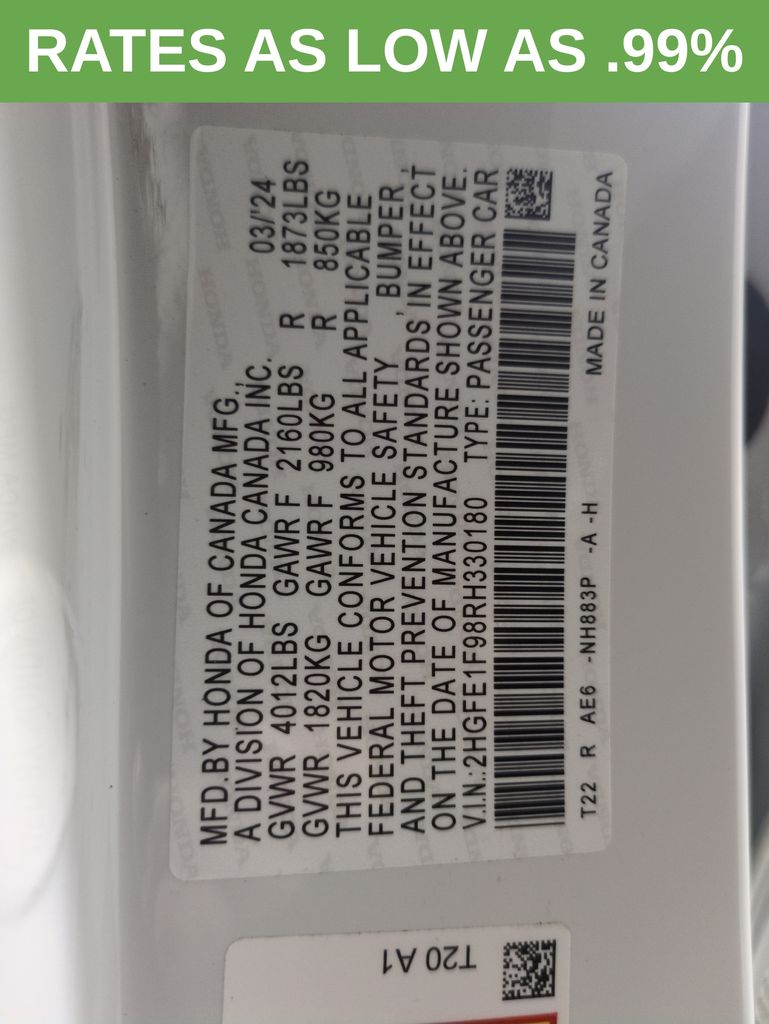 RATES AS LOW AS .99%
MFD.BY HONDA OF CANADA MFG.,
A DIVISION OF HONDA CANADA INC. 03/'24
GVWR 4012LBS GAWR F 2160LBS R 1873LBS
GVWR 1820KG GAWR F 980KG R 850KG
THIS VEHICLE CONFORMS TO ALL APPLICABLE
FEDERAL MOTOR VEHICLE SAFETY , BUMPER ,
AND THEFT PREVENTION STANDARDS IN EFFECT
ON THE DATE OF MANUFACTURE SHOWN ABOVE.
V.I.N.:2HGFE1F98RH330180 TYPE: PASSENGER CAR
T22 R AE6 -NH883P -A -H MADE IN CANADA
T20 A1